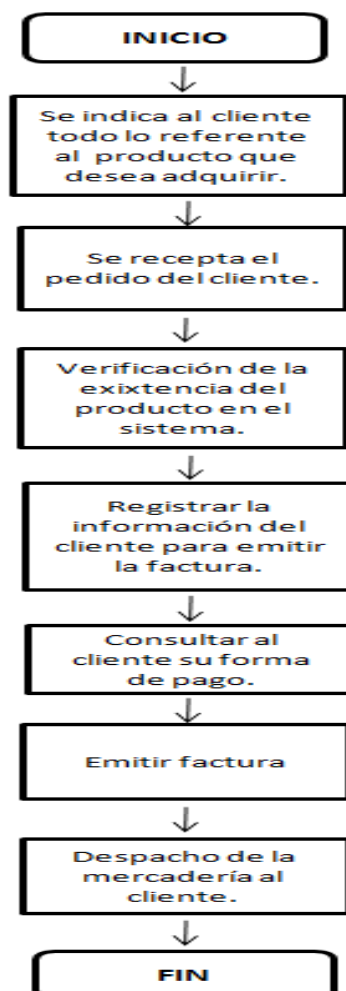 INICIO
Se indica al cliente
todo lo referente
al producto que
desea adquirir.
Se recepta el
pedido del cliente.
Verificación de la
exixtencia del
producto en el
sistema.
Registrar la
información del
cliente para emitir
la factura.
Consultar al
cliente su forma
de pago.
Emitir factura
Despacho de la
mercadería al
cliente.
FIN